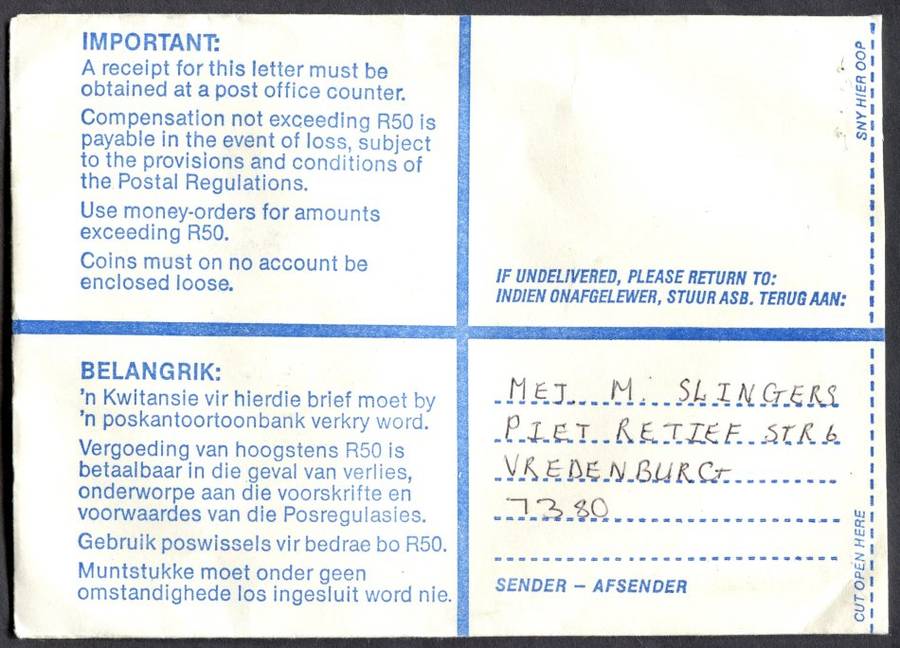 IMPORTANT:
A receipt for this letter must be
obtained at a post office counter.
Compensation not exceeding R50 is
payable in the event of loss, subject
to the provisions and conditions of
the Postal Regulations.
Use money-orders for amounts
exceeding R50.
Coins must on no account be
enclosed loose.
IF UNDELIVERED, PLEASE RETURN TO:
INDIEN ONAFGELEWER, STUUR ASB. TERUG AAN:
SNY HIER OOP
BELANGRIK:
'n Kwitansie vir hierdie brief moet by
'n poskantoortoonbank verkry word.
Vergoeding van hoogstens R50 is
betaalbaar in die geval van verlies,
onderworpe aan die voorskrifte en
voorwaardes van die Posregulasies.
Gebruik poswissels vir bedrae bo R50.
Muntstukke moet onder geen
omstandighede los ingesluit word nie.
MEJ. M. SLINGERS
PIET RETIEF STR 6
VREDENBURG
7380
SENDER – AFSENDER
CUT OPEN HERE